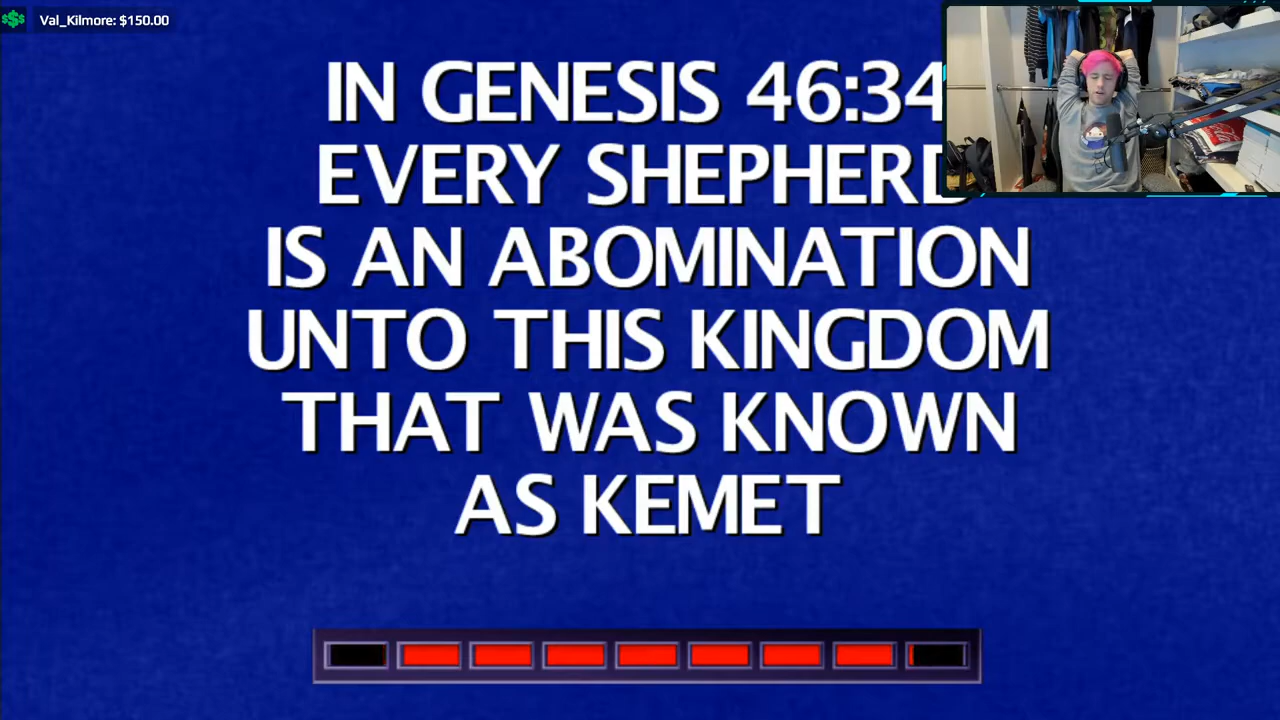 Val_Kilmore: $150.00
IN GENESIS 46:34
EVERY SHEPHERD
IS AN ABOMINATION
UNTO THIS KINGDOM
THAT WAS KNOWN
AS KEMET